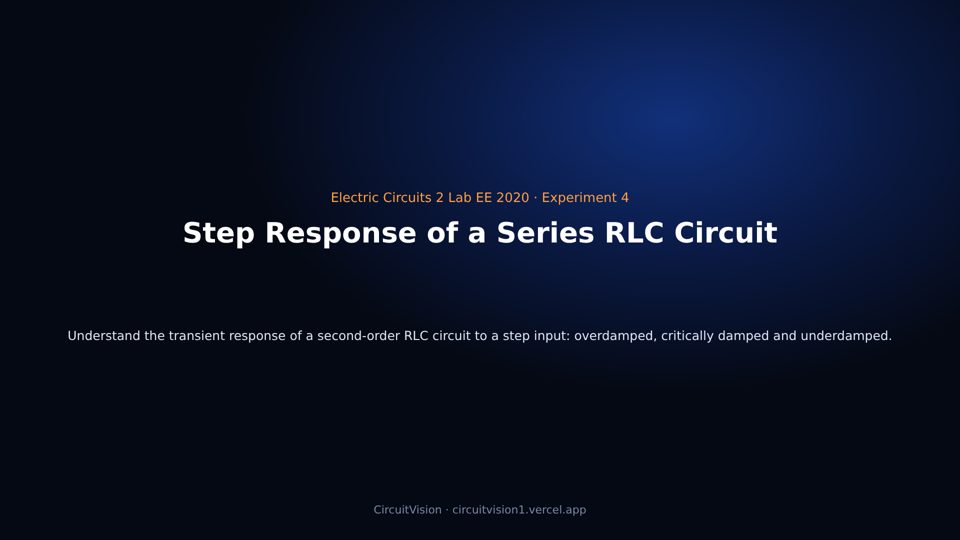 Electric Circuits 2 Lab EE 2020 · Experiment 4
Step Response of a Series RLC Circuit
Understand the transient response of a second-order RLC circuit to a step input: overdamped, critically damped and underdamped.
CircuitVision · circuitvision1.vercel.app